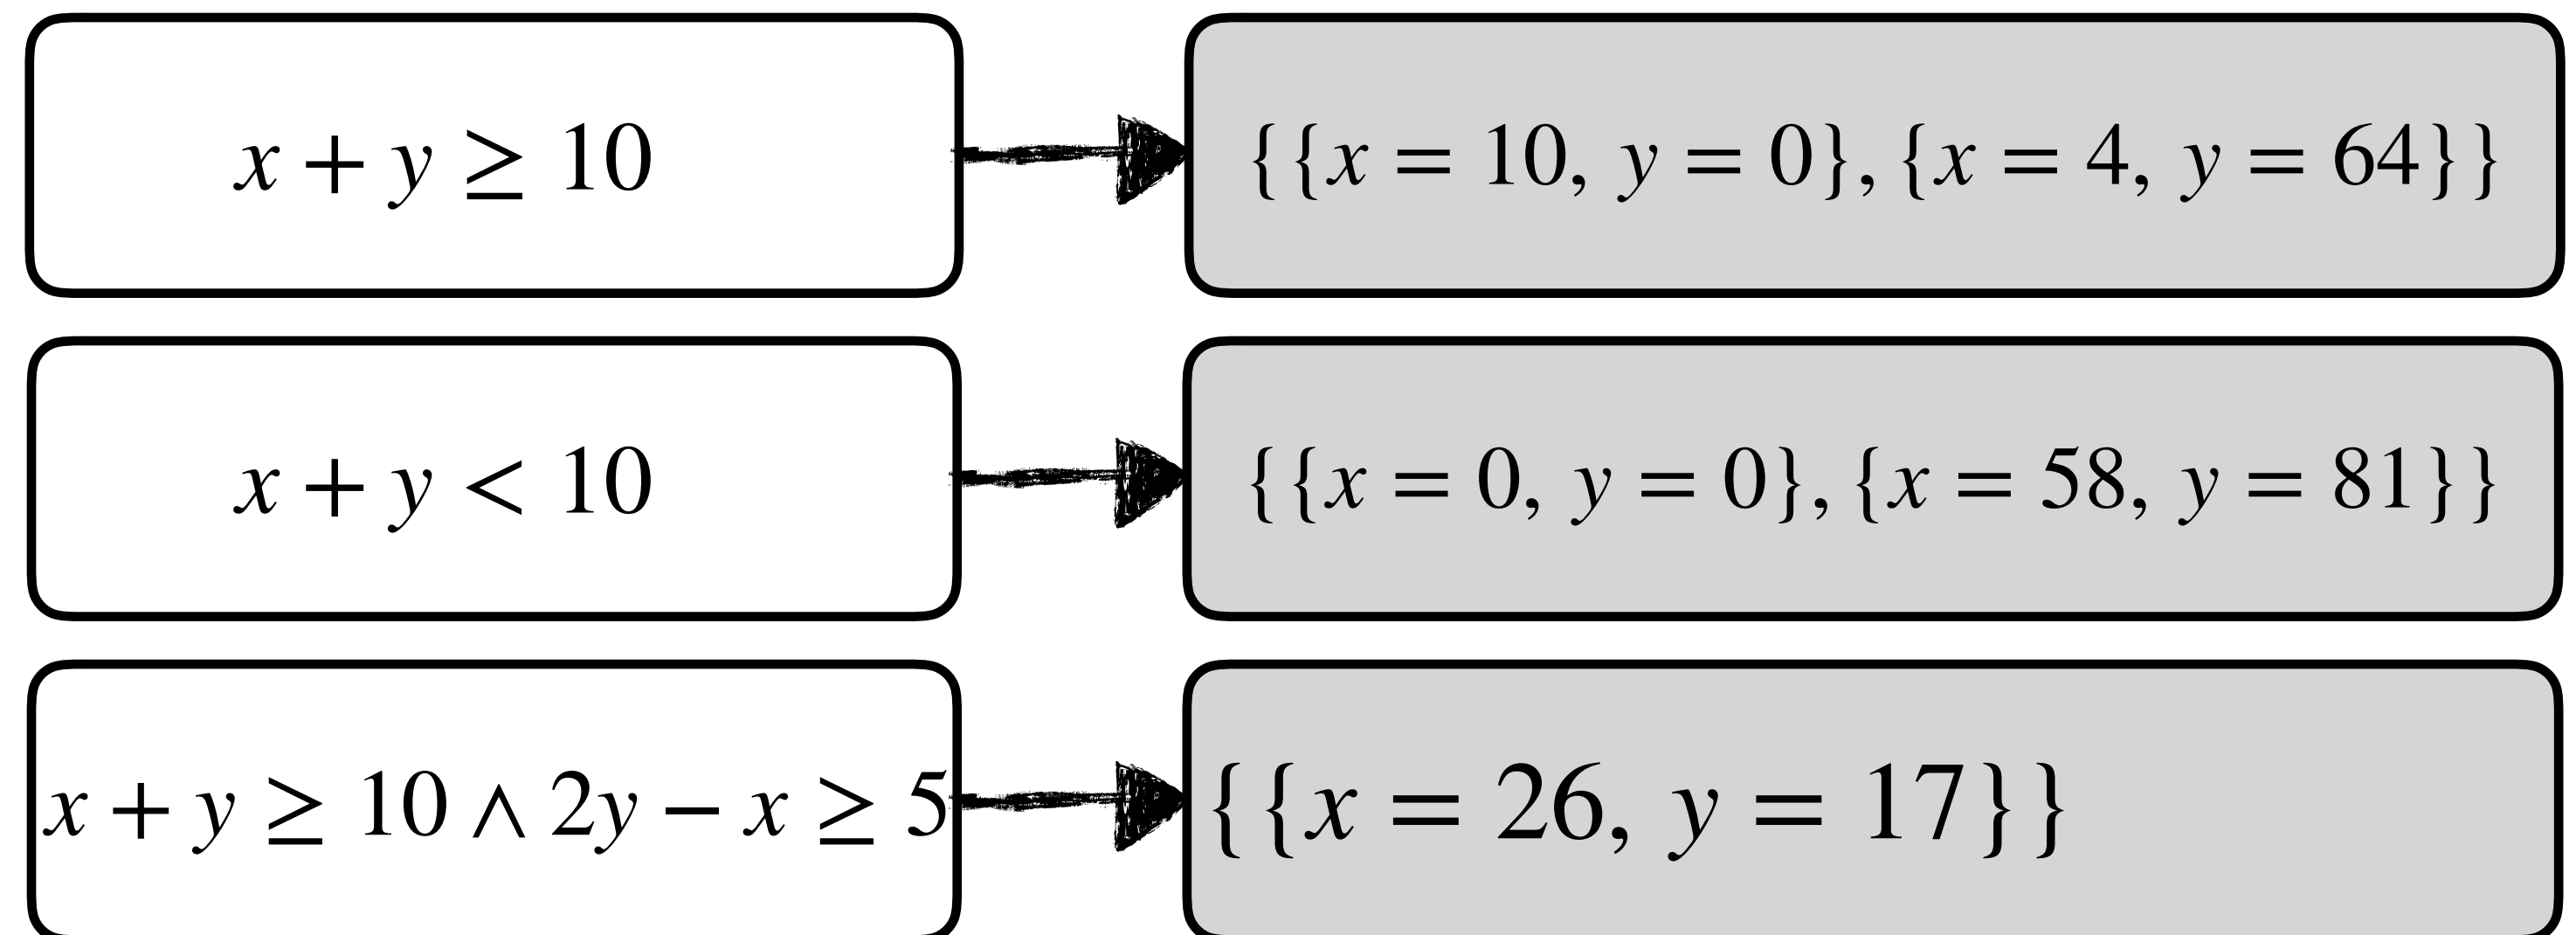 x + y ≥ 10
{{x = 10, y = 0}, {x = 4, y = 64}}
x + y < 10
{{x = 0, y = 0}, {x = 58, y = 81}}
x + y ≥ 10 ∧ 2y − x ≥ 5
{{x = 26, y = 17}}